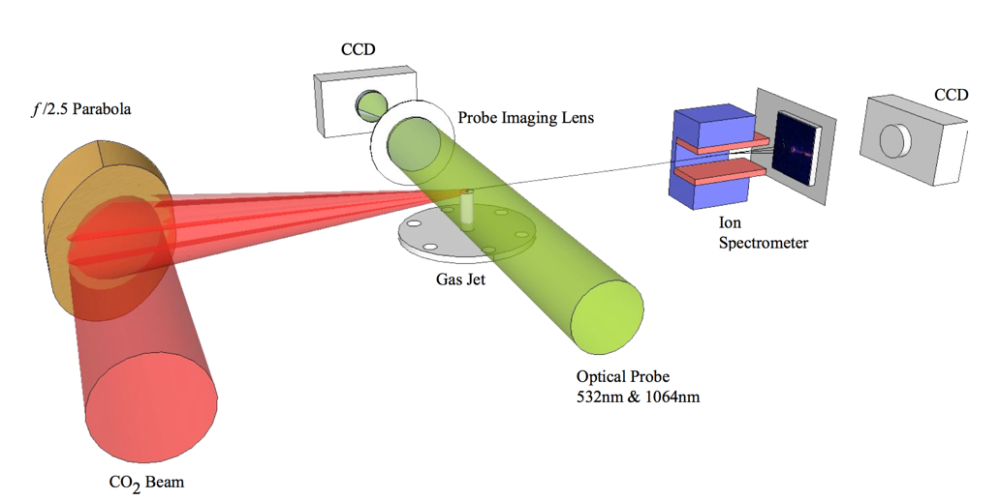 CCD
f/2.5 Parabola
Probe Imaging Lens
CCD
Ion
Spectrometer
Gas Jet
Optical Probe
532nm & 1064nm
CO2 Beam